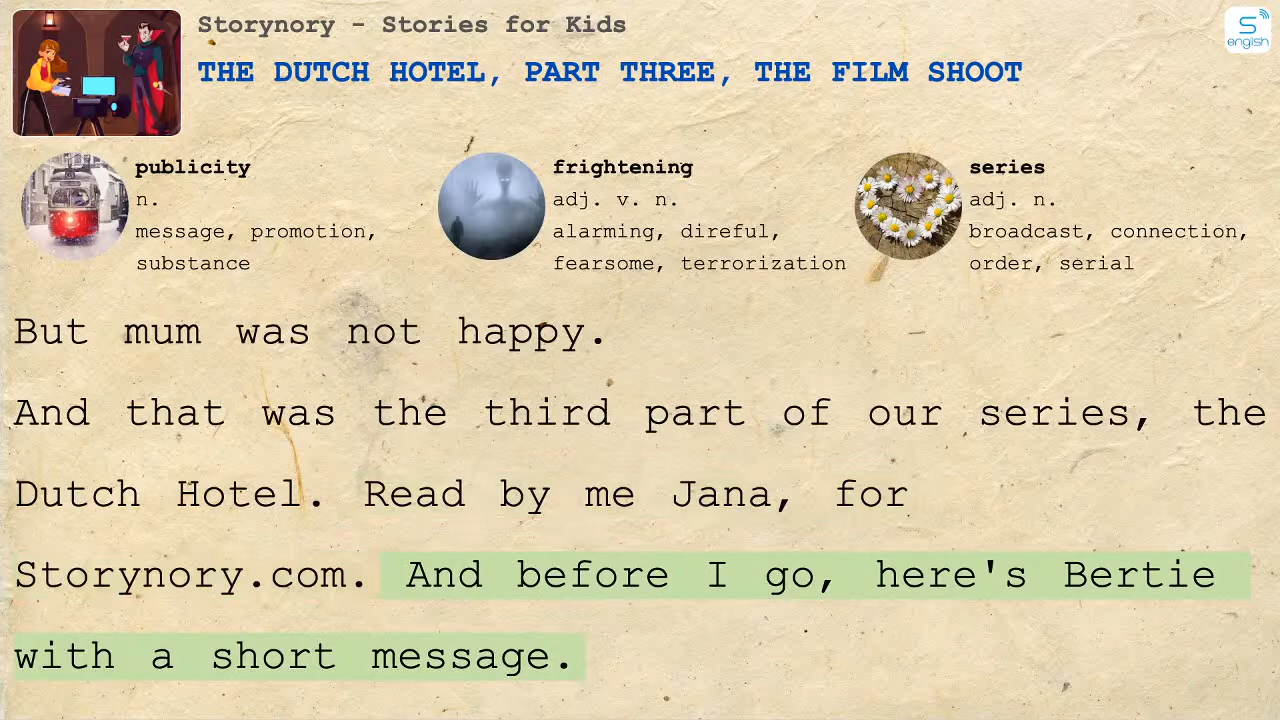 Storynory - Stories for Kids
THE DUTCH HOTEL, PART THREE, THE FILM SHOOT
S
english
publicity
n.
message, promotion,
substance
frightening
adj. v. n.
alarming, direful,
fearsome, terrorization
series
adj. n.
broadcast, connection,
order, serial
But mum was not happy.
And that was the third part of our series, the
Dutch Hotel. Read by me Jana, for
Storynory.com. And before I go, here's Bertie
with a short message.